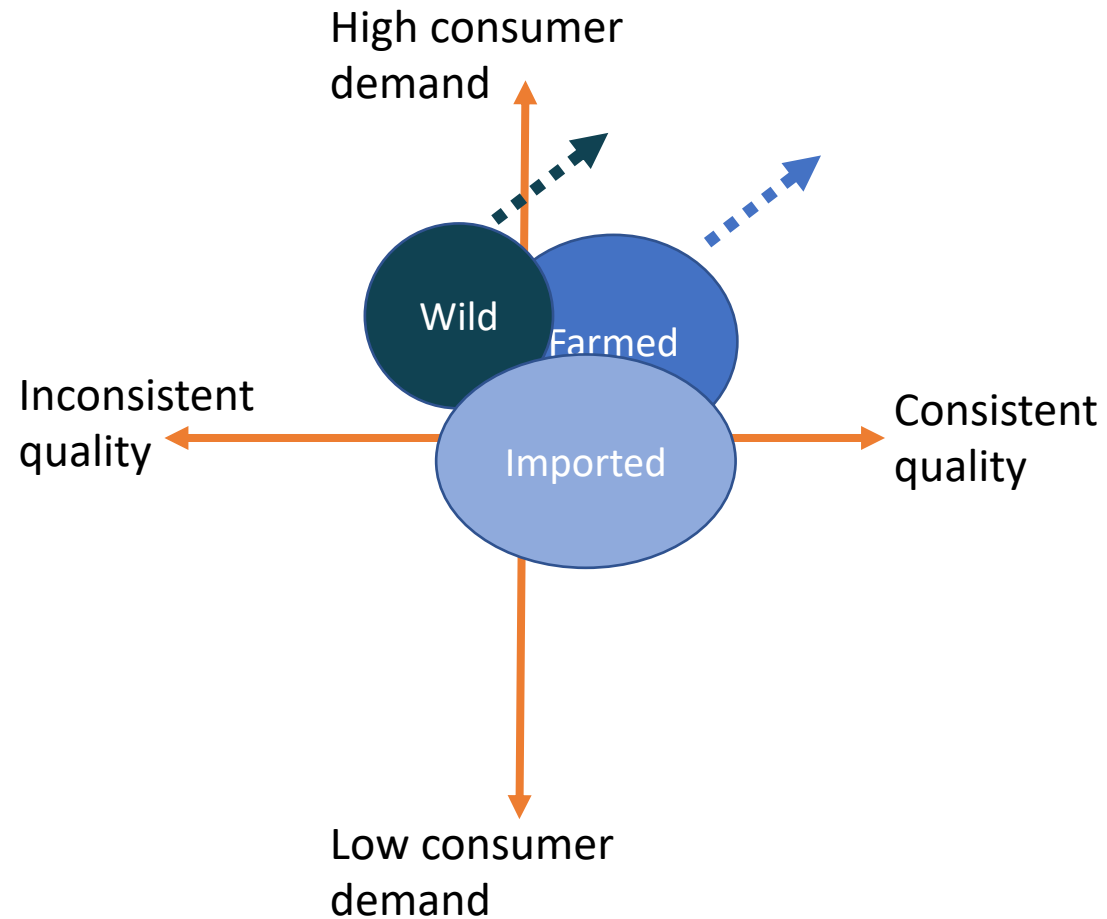 High consumer
demand
Wild
Farmed
Inconsistent
quality
Consistent
quality
Imported
Low consumer
demand